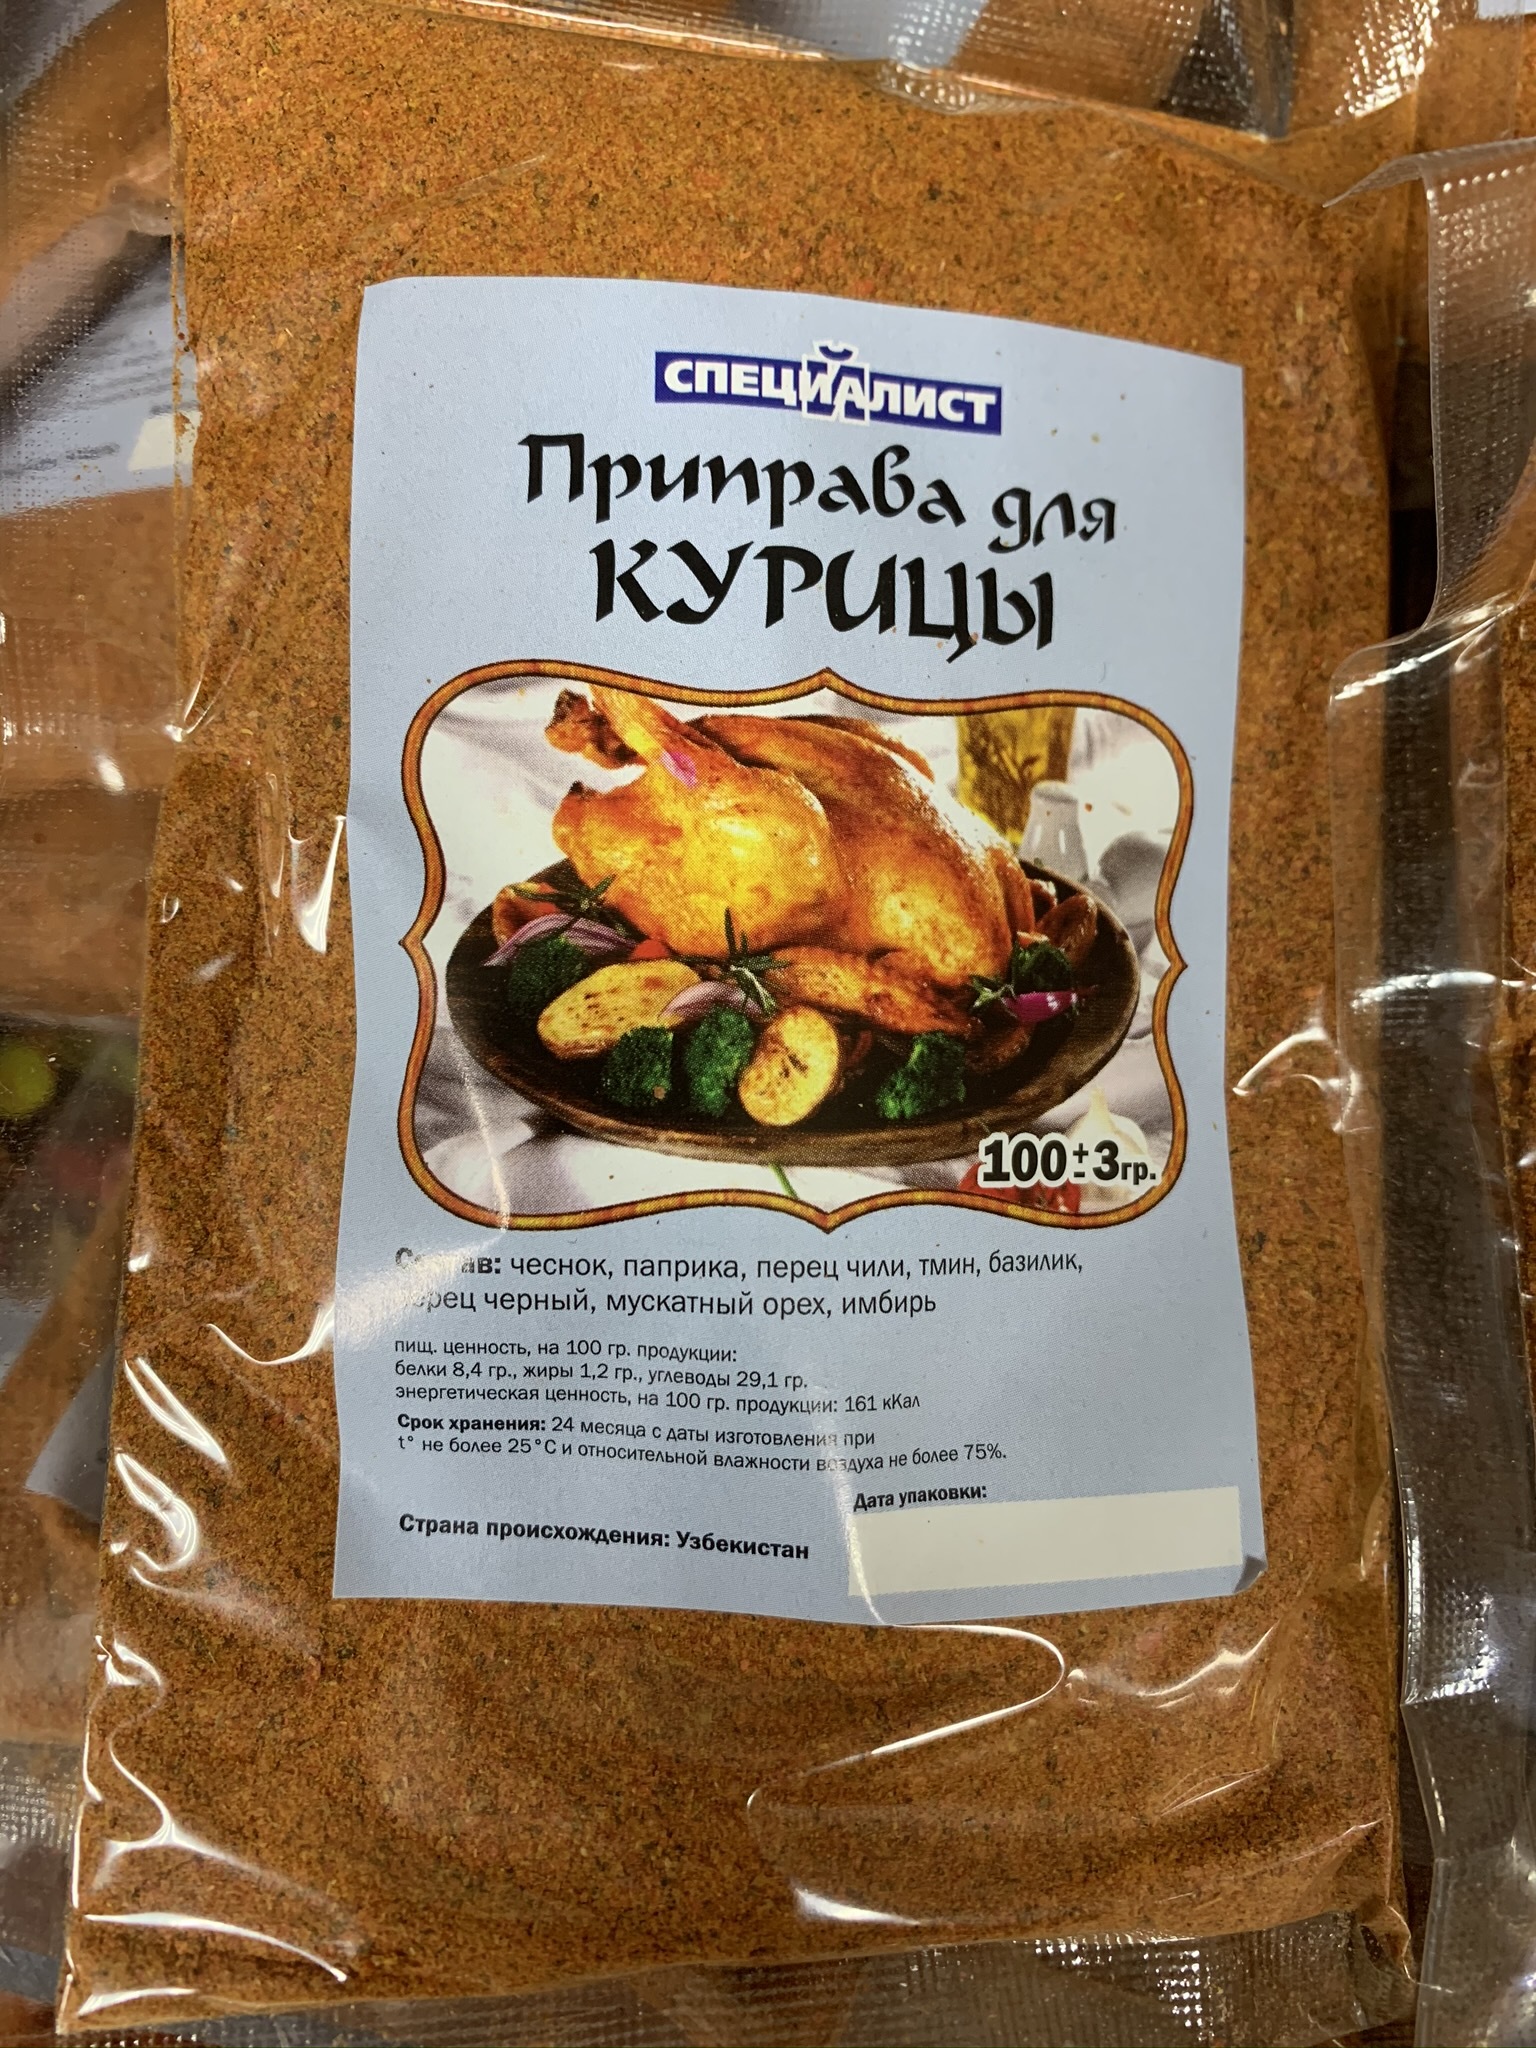 СПЕЦИАЛИСТ
Приправа для
КУРИЦЫ
100±3гр.
Состав: чеснок, паприка, перец чили, тмин, базилик,
перец черный, мускатный орех, имбирь
пищ. ценность, на 100 гр. продукции:
белки 8,4 гр., жиры 1,2 гр., углеводы 29,1 гр.
энергетическая ценность, на 100 гр. продукции: 161 кКал
Срок хранения: 24 месяца с даты изготовления при
t° не более 25°С и относительной влажности воздуха не более 75%.
Дата упаковки:
Страна происхождения: Узбекистан